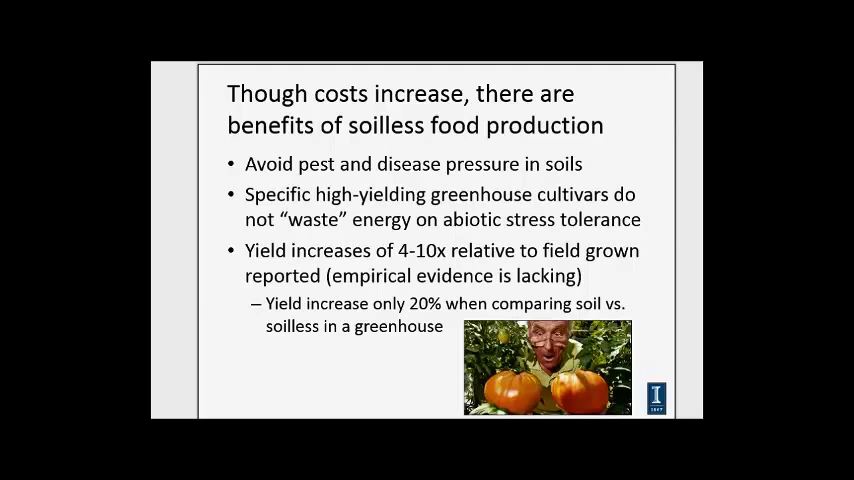 Though costs increase, there are
benefits of soilless food production
• Avoid pest and disease pressure in soils
• Specific high-yielding greenhouse cultivars do
not “waste” energy on abiotic stress tolerance
• Yield increases of 4-10x relative to field grown
reported (empirical evidence is lacking)
– Yield increase only 20% when comparing soil vs.
soilless in a greenhouse
I
1867